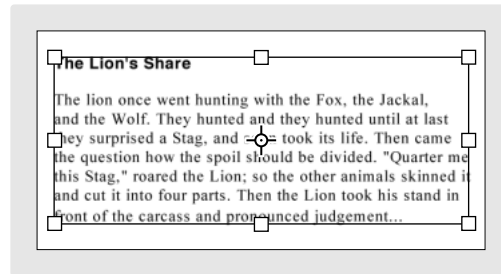 The Lion's Share
The lion once went hunting with the Fox, the Jackal,
and the Wolf. They hunted and they hunted until at last
they surprised a Stag, and took its life. Then came
the question how the spoil should be divided. "Quarter me
this Stag," roared the Lion; so the other animals skinned it
and cut it into four parts. Then the Lion took his stand in
front of the carcass and pronounced judgement...